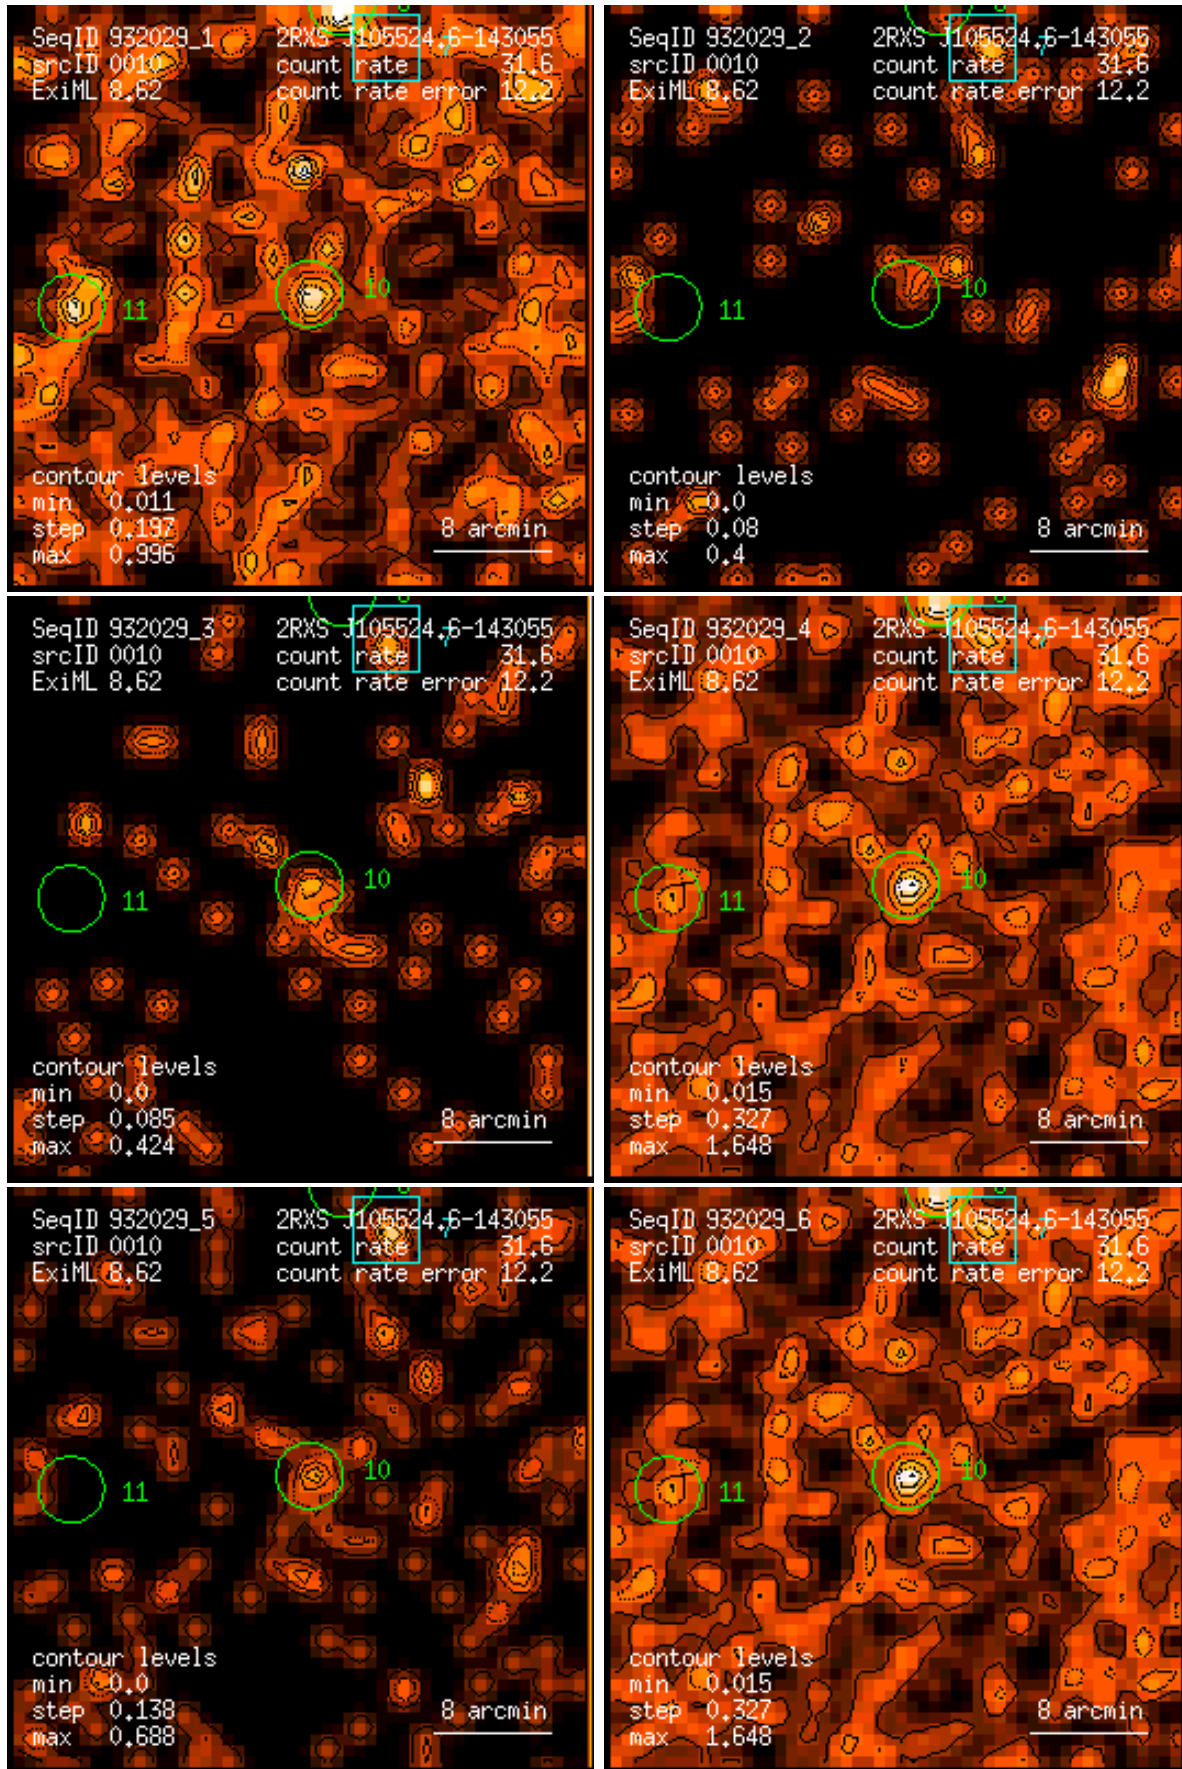 SeqID 932029_1 2RXS J105524.6-143055
srcID 0010 count rate 31.6
ExiML 8.62 count rate error 12.2
10
11
contour levels
min 0.011
step 0.197 8 arcmin
max 0.996
SeqID 932029_2 2RXS J105524.6-143055
srcID 0010 count rate 31.6
ExiML 8.62 count rate error 12.2
10
11
contour levels
min 0.0
step 0.08 8 arcmin
max 0.4
SeqID 932029_3 2RXS J105524.6-143055
srcID 0010 count rate 31.6
ExiML 8.62 count rate error 12.2
10
11
contour levels
min 0.0
step 0.085 8 arcmin
max 0.424
SeqID 932029_4 2RXS J105524.6-143055
srcID 0010 count rate 31.6
ExiML 8.62 count rate error 12.2
10
11
contour levels
min 0.015
step 0.327 8 arcmin
max 1.648
SeqID 932029_5 2RXS J105524.6-143055
srcID 0010 count rate 31.6
ExiML 8.62 count rate error 12.2
10
11
contour levels
min 0.0
step 0.138 8 arcmin
max 0.688
SeqID 932029_6 2RXS J105524.6-143055
srcID 0010 count rate 31.6
ExiML 8.62 count rate error 12.2
10
11
contour levels
min 0.015
step 0.327 8 arcmin
max 1.648